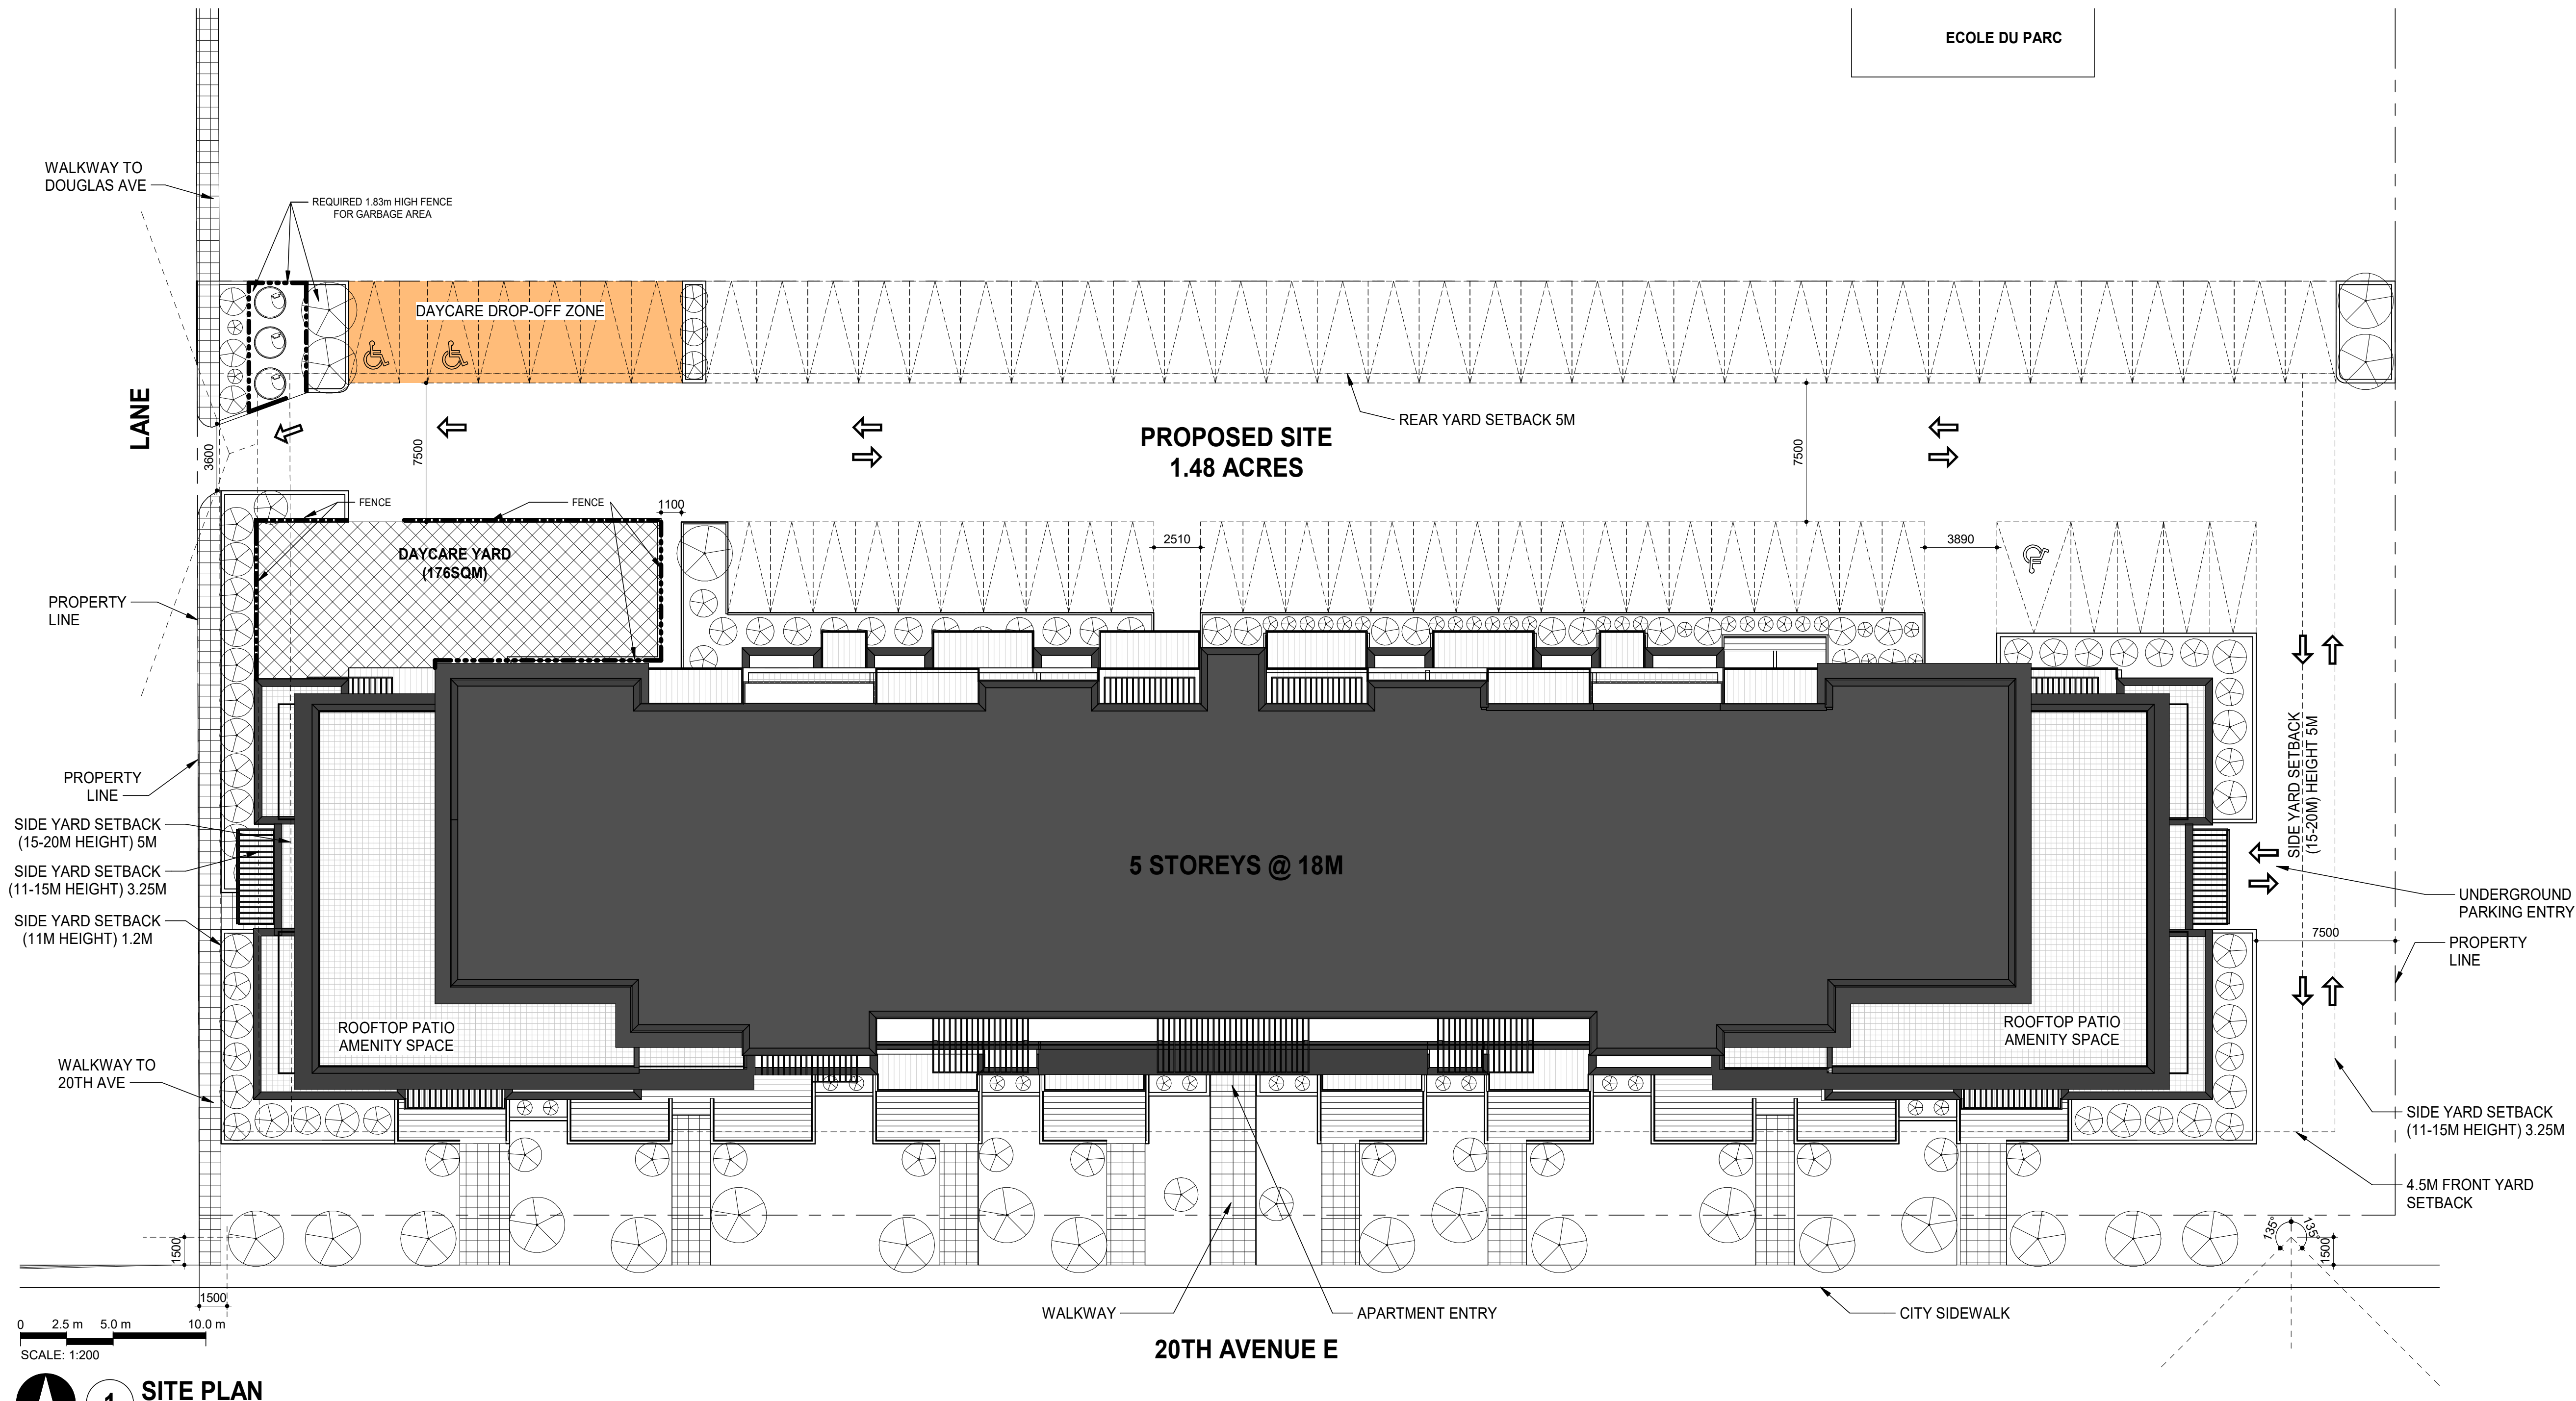 ECOLE DU PARC
WALKWAY TO
DOUGLAS AVE
REQUIRED 1.83m HIGH FENCE
FOR GARBAGE AREA
DAYCARE DROP-OFF ZONE
LANE
3600
7500
REAR YARD SETBACK 5M
PROPOSED SITE
1.48 ACRES
7500
FENCE
FENCE
1100
2510
3890
DAYCARE YARD
(176SQM)
PROPERTY
LINE
PROPERTY
LINE
SIDE YARD SETBACK
(15-20M HEIGHT) 5M
SIDE YARD SETBACK
(11-15M HEIGHT) 3.25M
SIDE YARD SETBACK
(11M HEIGHT) 1.2M
5 STOREYS @ 18M
SIDE YARD SETBACK
(15-20M) HEIGHT 5M
UNDERGROUND
PARKING ENTRY
7500
PROPERTY
LINE
ROOFTOP PATIO
AMENITY SPACE
ROOFTOP PATIO
AMENITY SPACE
WALKWAY TO
20TH AVE
SIDE YARD SETBACK
(11-15M HEIGHT) 3.25M
4.5M FRONT YARD
SETBACK
135°
135°
1500
1500
1500
WALKWAY
APARTMENT ENTRY
CITY SIDEWALK
0 2.5 m 5.0 m 10.0 m
SCALE: 1:200
20TH AVENUE E
1
SITE PLAN